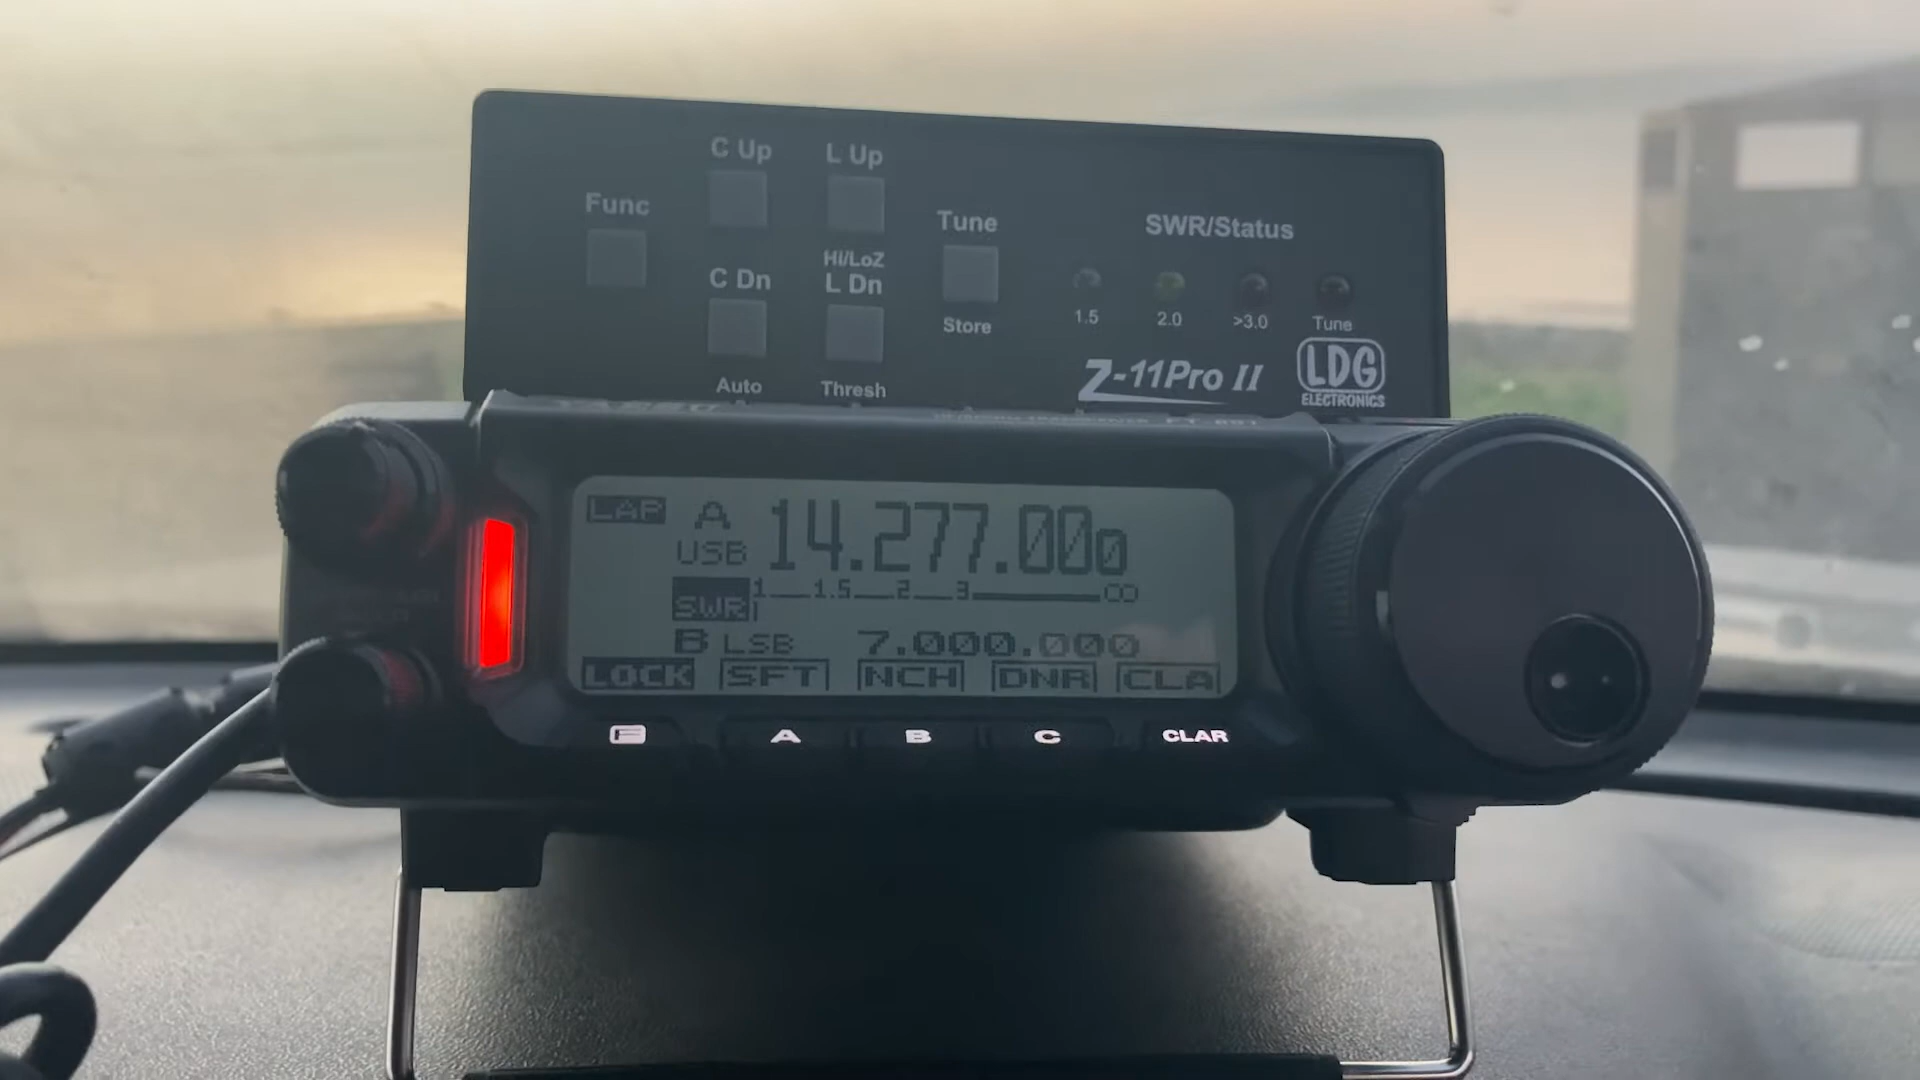 C Up L Up
Func
Tune
SWR/Status
Hi/LoZ
C Dn L Dn
1.5 2.0 >3.0 Tune
Store
Auto Thresh
Z-11Pro II
LDG
ELECTRONICS
A 14.277.000
USB
1 1.5 2 3 ∞
SWR
B LSB 7.000.000
LOCK SFT NCH DNR CLA
F A B C CLAR